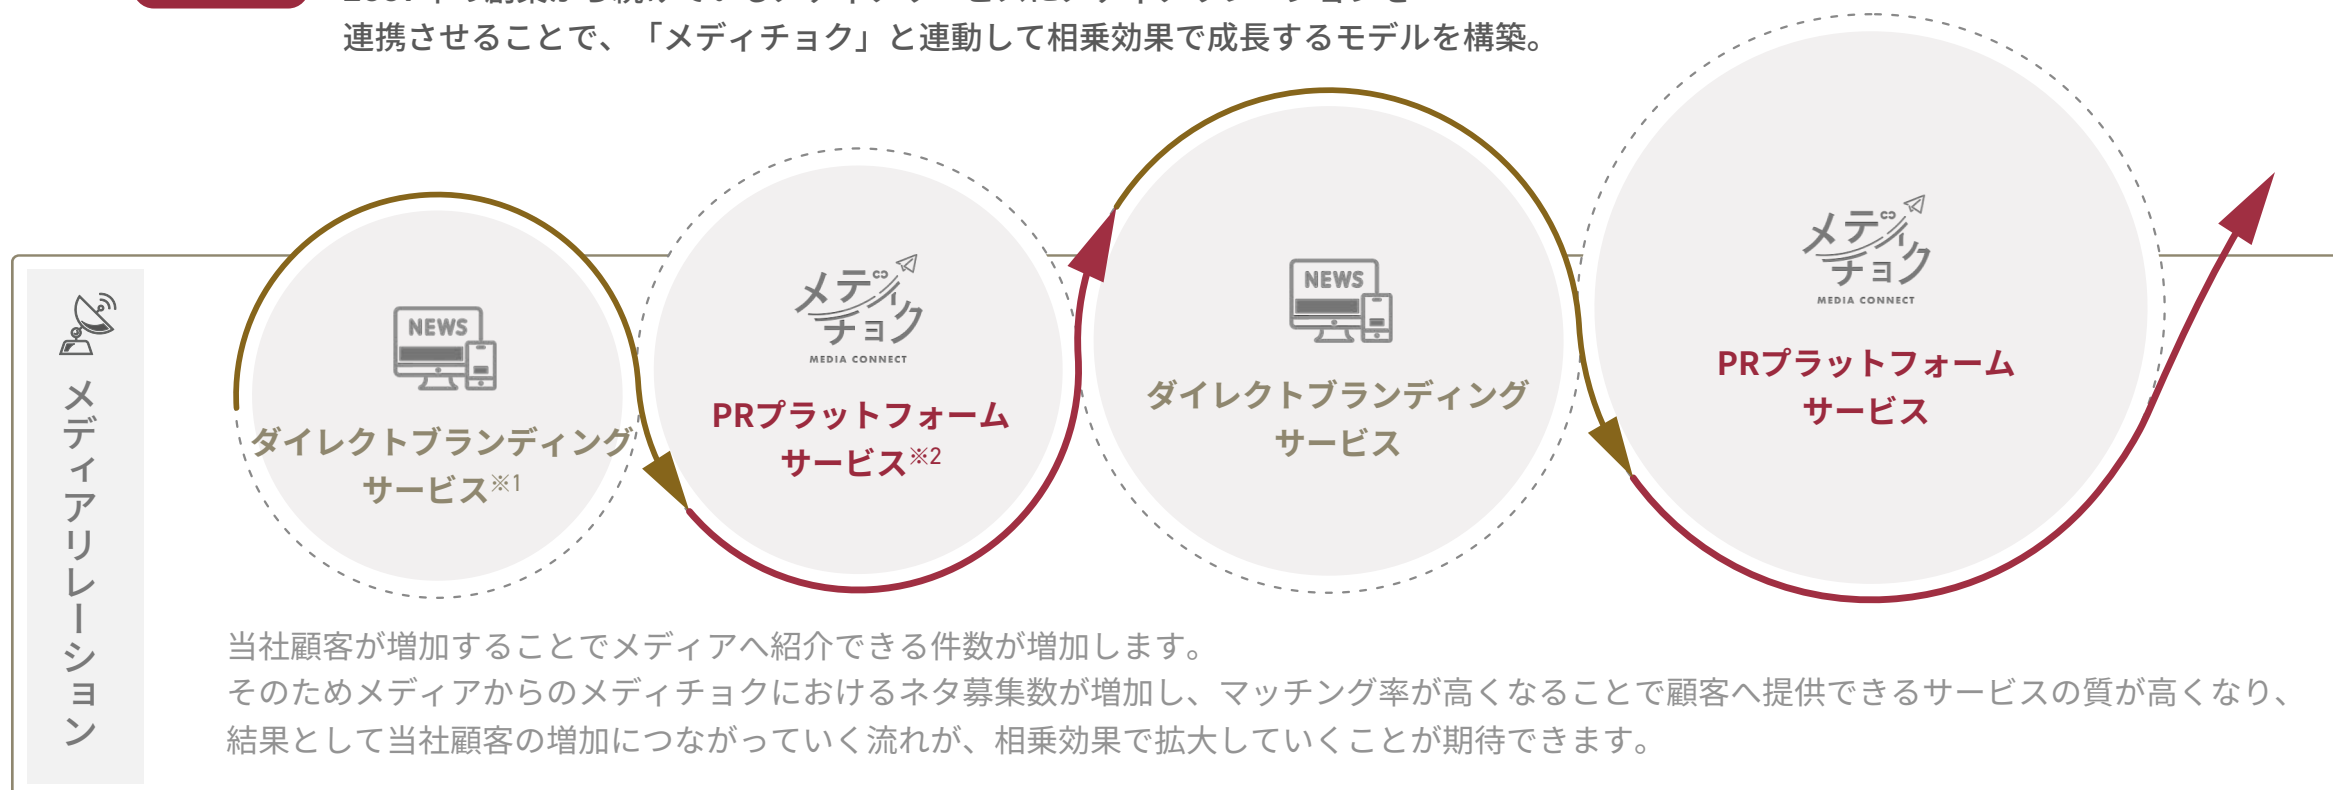 連携させることで、「メディチョク」と連動して相乗効果で成長するモデルを構築。
メディアリレーション
NEWS
ダイレクトブランディング
サービス※1
メディチョク
MEDIA CONNECT
PRプラットフォーム
サービス※2
NEWS
ダイレクトブランディング
サービス
メディチョク
MEDIA CONNECT
PRプラットフォーム
サービス
当社顧客が増加することでメディアへ紹介できる件数が増加します。
そのためメディアからのメディチョクにおけるネタ募集数が増加し、マッチング率が高くなることで顧客へ提供できるサービスの質が高くなり、
結果として当社顧客の増加につながっていく流れが、相乗効果で拡大していくことが期待できます。